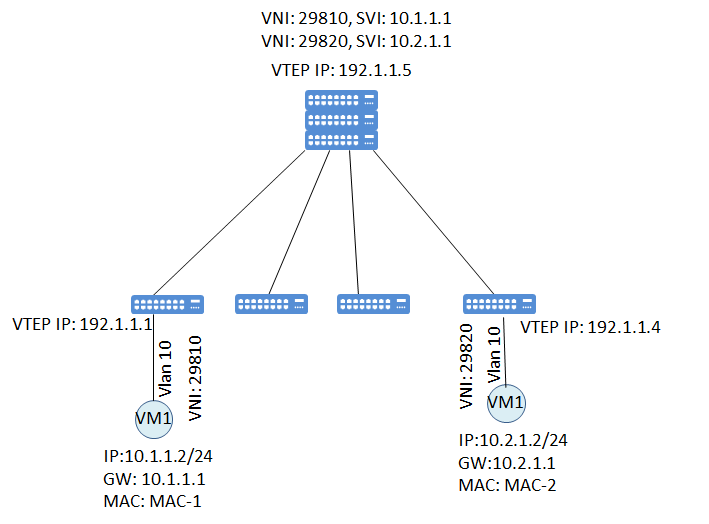 VNI: 29810, SVI: 10.1.1.1
VNI: 29820, SVI: 10.2.1.1
VTEP IP: 192.1.1.5
VTEP IP: 192.1.1.1
Vlan 10
VNI: 29810
VM1
IP:10.1.1.2/24
GW: 10.1.1.1
MAC: MAC-1
VTEP IP: 192.1.1.4
VNI: 29820
Vlan 10
VM1
IP:10.2.1.2/24
GW:10.2.1.1
MAC: MAC-2